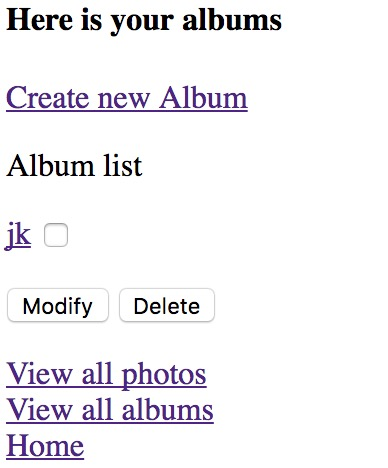 Here is your albums
Create new Album
Album list
jk
Modify Delete
View all photos
View all albums
Home